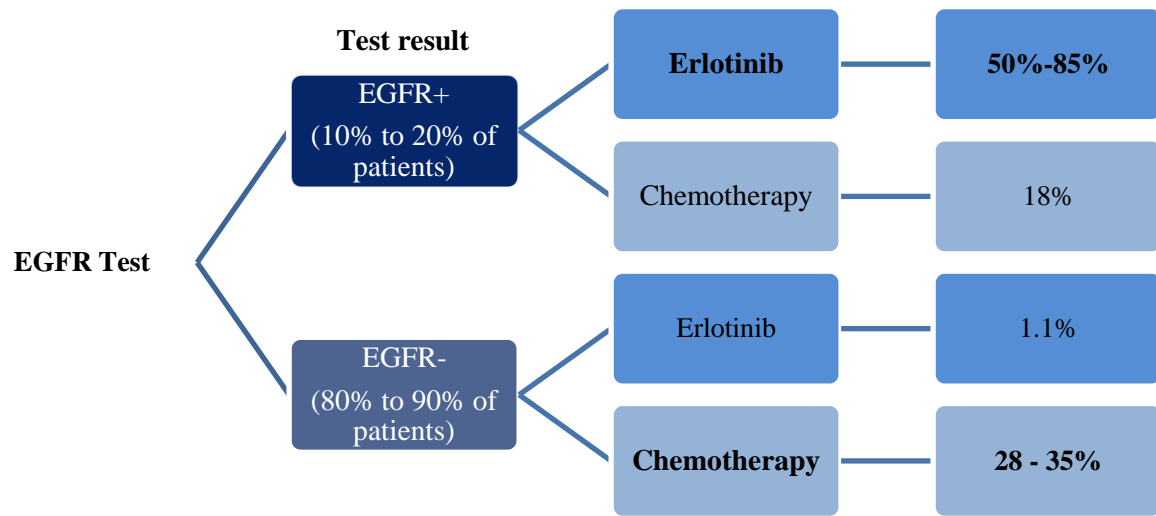 Test result
EGFR Test
EGFR+
(10% to 20% of
patients)
Erlotinib
50%-85%
Chemotherapy
18%
EGFR-
(80% to 90% of
patients)
Erlotinib
1.1%
Chemotherapy
28 - 35%